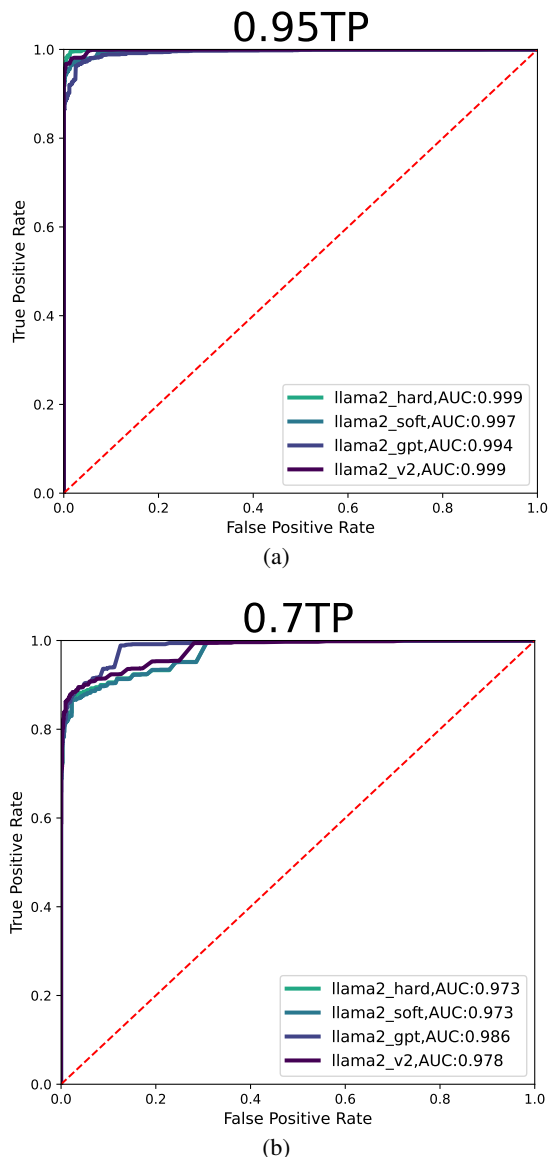 0.95TP
1.0
0.8
0.6
0.4
0.2
0.0
True Positive Rate
llama2_hard,AUC:0.999
llama2_soft,AUC:0.997
llama2_gpt,AUC:0.994
llama2_v2,AUC:0.999
0.0 0.2 0.4 0.6 0.8 1.0
False Positive Rate
(a)
0.7TP
1.0
0.8
0.6
0.4
0.2
0.0
True Positive Rate
llama2_hard,AUC:0.973
llama2_soft,AUC:0.973
llama2_gpt,AUC:0.986
llama2_v2,AUC:0.978
0.0 0.2 0.4 0.6 0.8 1.0
False Positive Rate
(b)